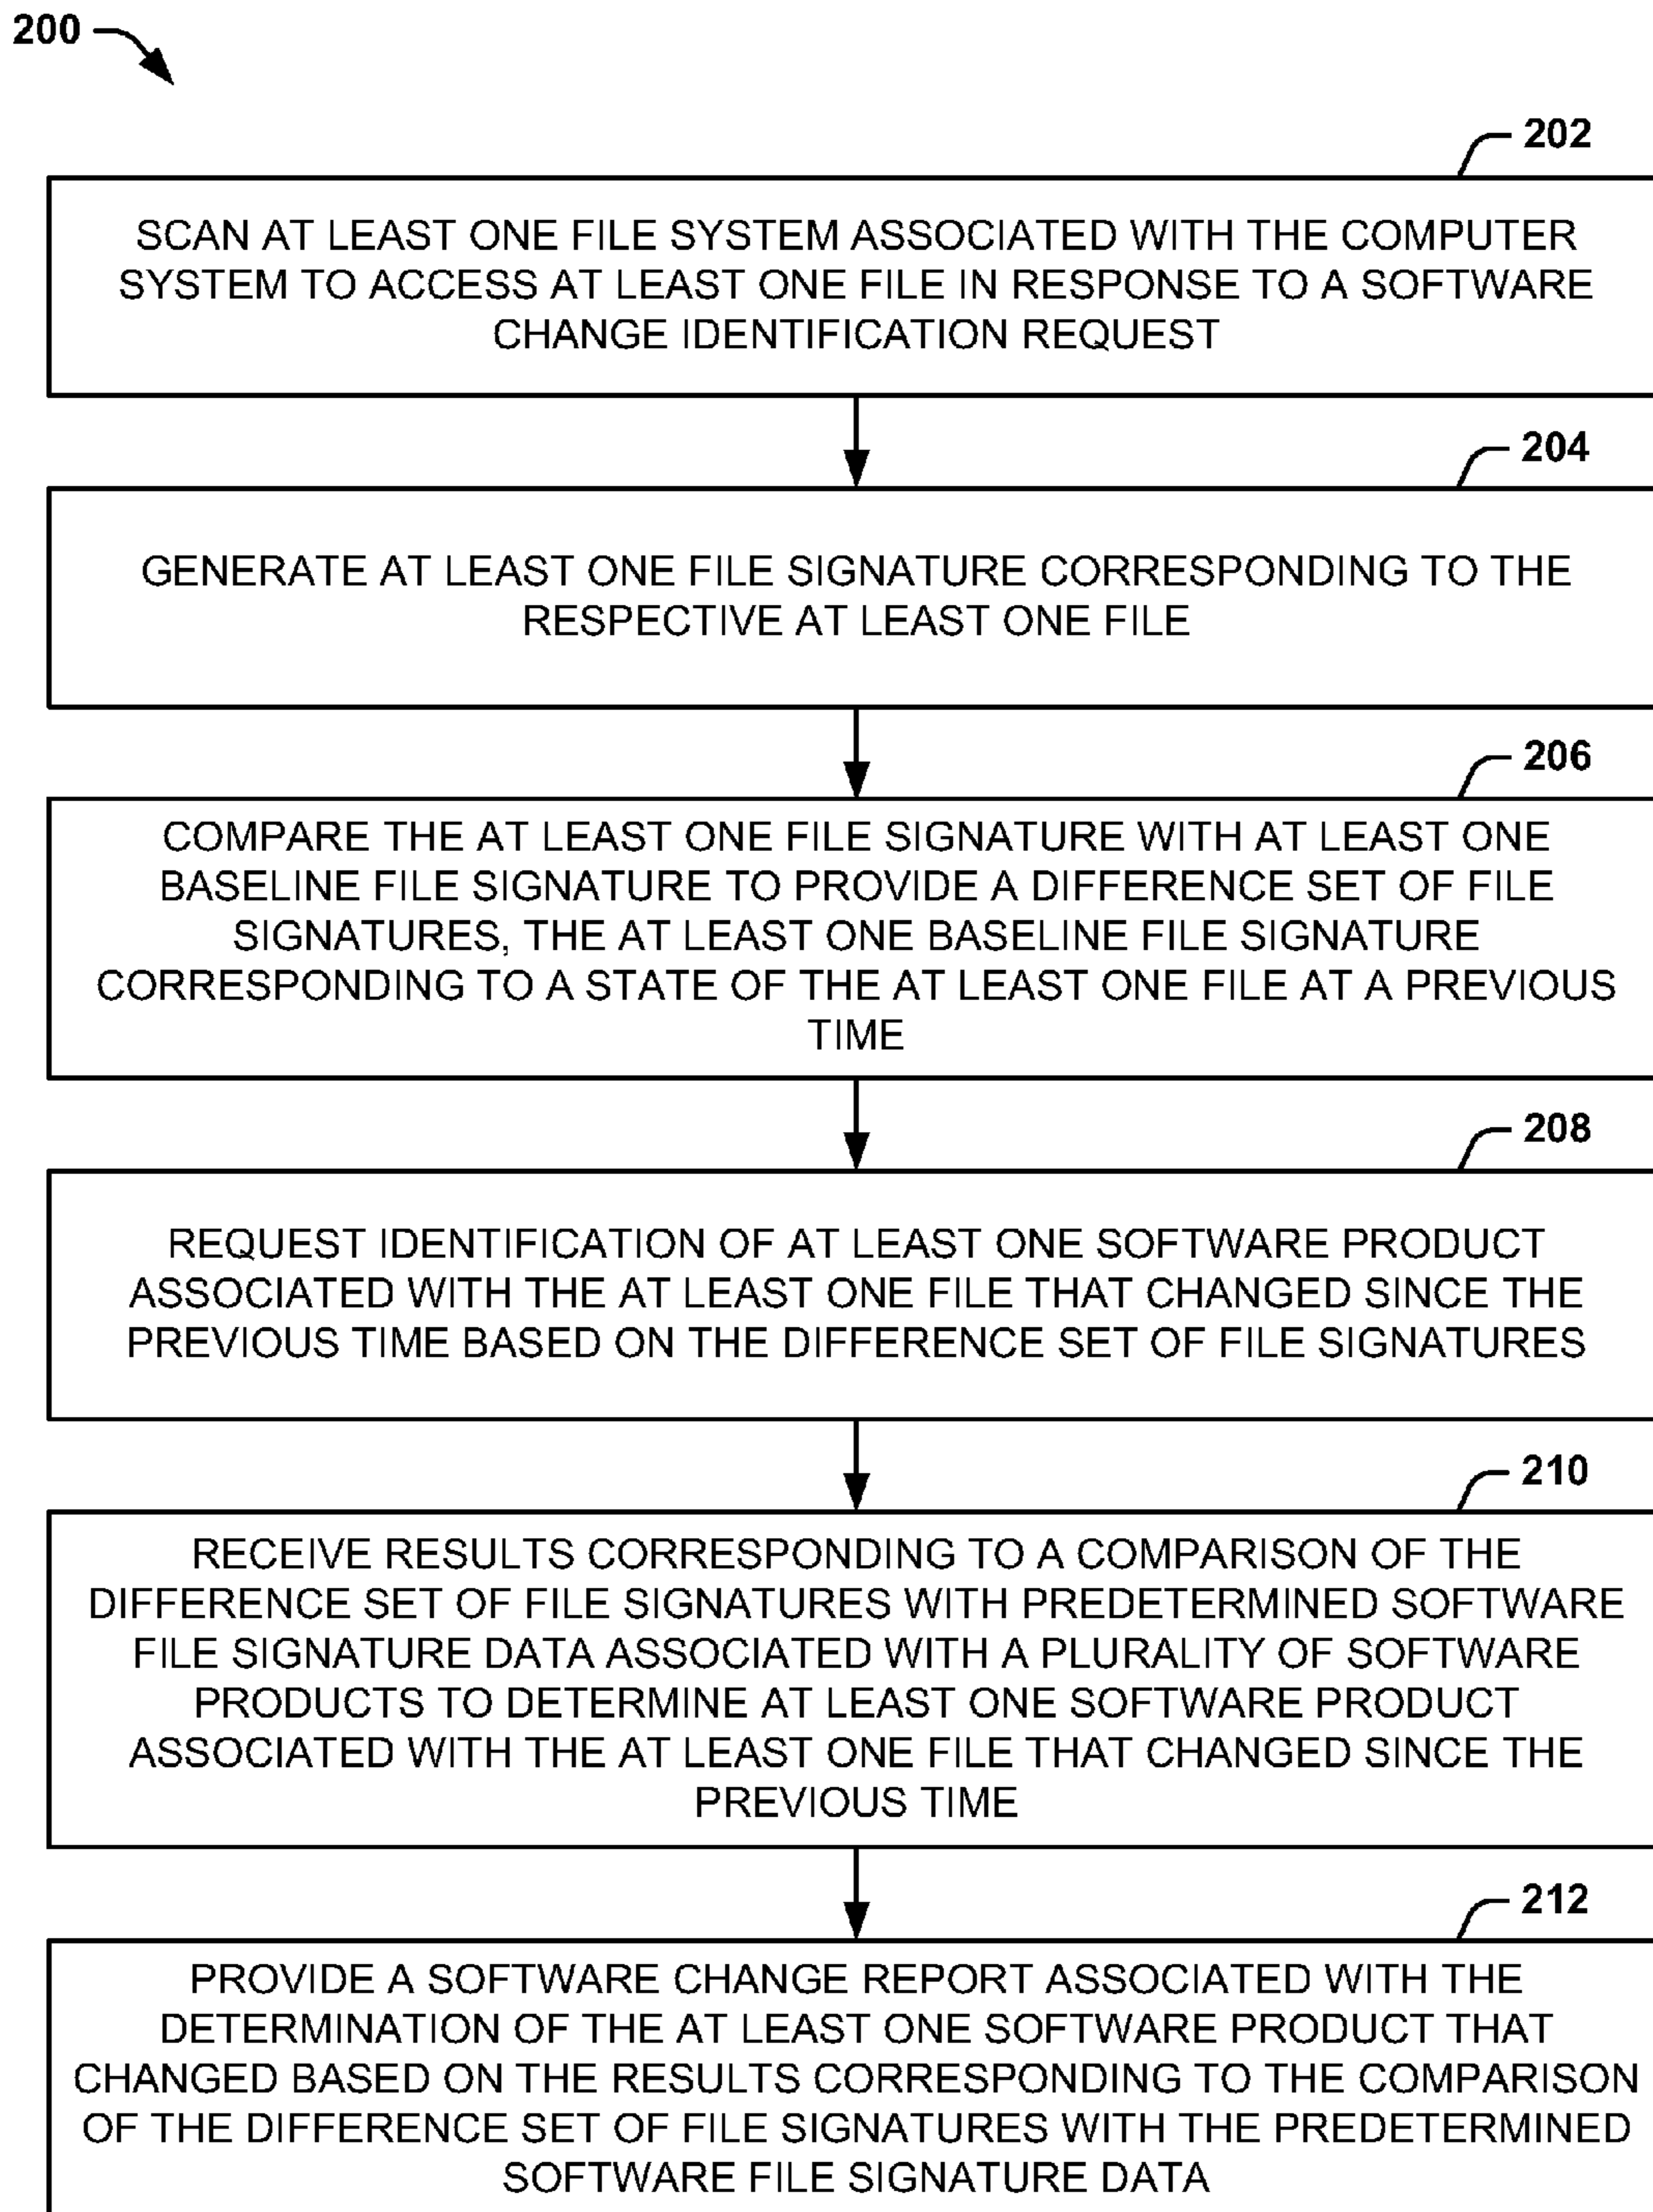 200
202
SCAN AT LEAST ONE FILE SYSTEM ASSOCIATED WITH THE COMPUTER
SYSTEM TO ACCESS AT LEAST ONE FILE IN RESPONSE TO A SOFTWARE
CHANGE IDENTIFICATION REQUEST
204
GENERATE AT LEAST ONE FILE SIGNATURE CORRESPONDING TO THE
RESPECTIVE AT LEAST ONE FILE
206
COMPARE THE AT LEAST ONE FILE SIGNATURE WITH AT LEAST ONE
BASELINE FILE SIGNATURE TO PROVIDE A DIFFERENCE SET OF FILE
SIGNATURES, THE AT LEAST ONE BASELINE FILE SIGNATURE
CORRESPONDING TO A STATE OF THE AT LEAST ONE FILE AT A PREVIOUS
TIME
208
REQUEST IDENTIFICATION OF AT LEAST ONE SOFTWARE PRODUCT
ASSOCIATED WITH THE AT LEAST ONE FILE THAT CHANGED SINCE THE
PREVIOUS TIME BASED ON THE DIFFERENCE SET OF FILE SIGNATURES
210
RECEIVE RESULTS CORRESPONDING TO A COMPARISON OF THE
DIFFERENCE SET OF FILE SIGNATURES WITH PREDETERMINED SOFTWARE
FILE SIGNATURE DATA ASSOCIATED WITH A PLURALITY OF SOFTWARE
PRODUCTS TO DETERMINE AT LEAST ONE SOFTWARE PRODUCT
ASSOCIATED WITH THE AT LEAST ONE FILE THAT CHANGED SINCE THE
PREVIOUS TIME
212
PROVIDE A SOFTWARE CHANGE REPORT ASSOCIATED WITH THE
DETERMINATION OF THE AT LEAST ONE SOFTWARE PRODUCT THAT
CHANGED BASED ON THE RESULTS CORRESPONDING TO THE COMPARISON
OF THE DIFFERENCE SET OF FILE SIGNATURES WITH THE PREDETERMINED
SOFTWARE FILE SIGNATURE DATA